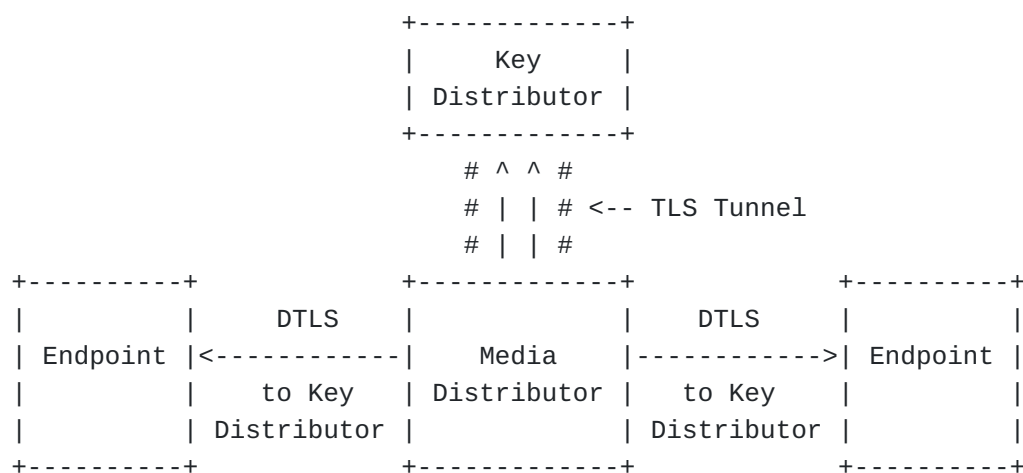 +-------------+
|     Key     |
| Distributor |
+-------------+
# ^ ^ #
# | | # <-- TLS Tunnel
# | | #
+----------+             +-------------+             +----------+
|          |     DTLS    |             |    DTLS     |          |
| Endpoint |<------------|    Media    |------------>| Endpoint |
|          |    to Key   | Distributor |   to Key    |          |
|          | Distributor |             | Distributor |          |
+----------+             +-------------+             +----------+